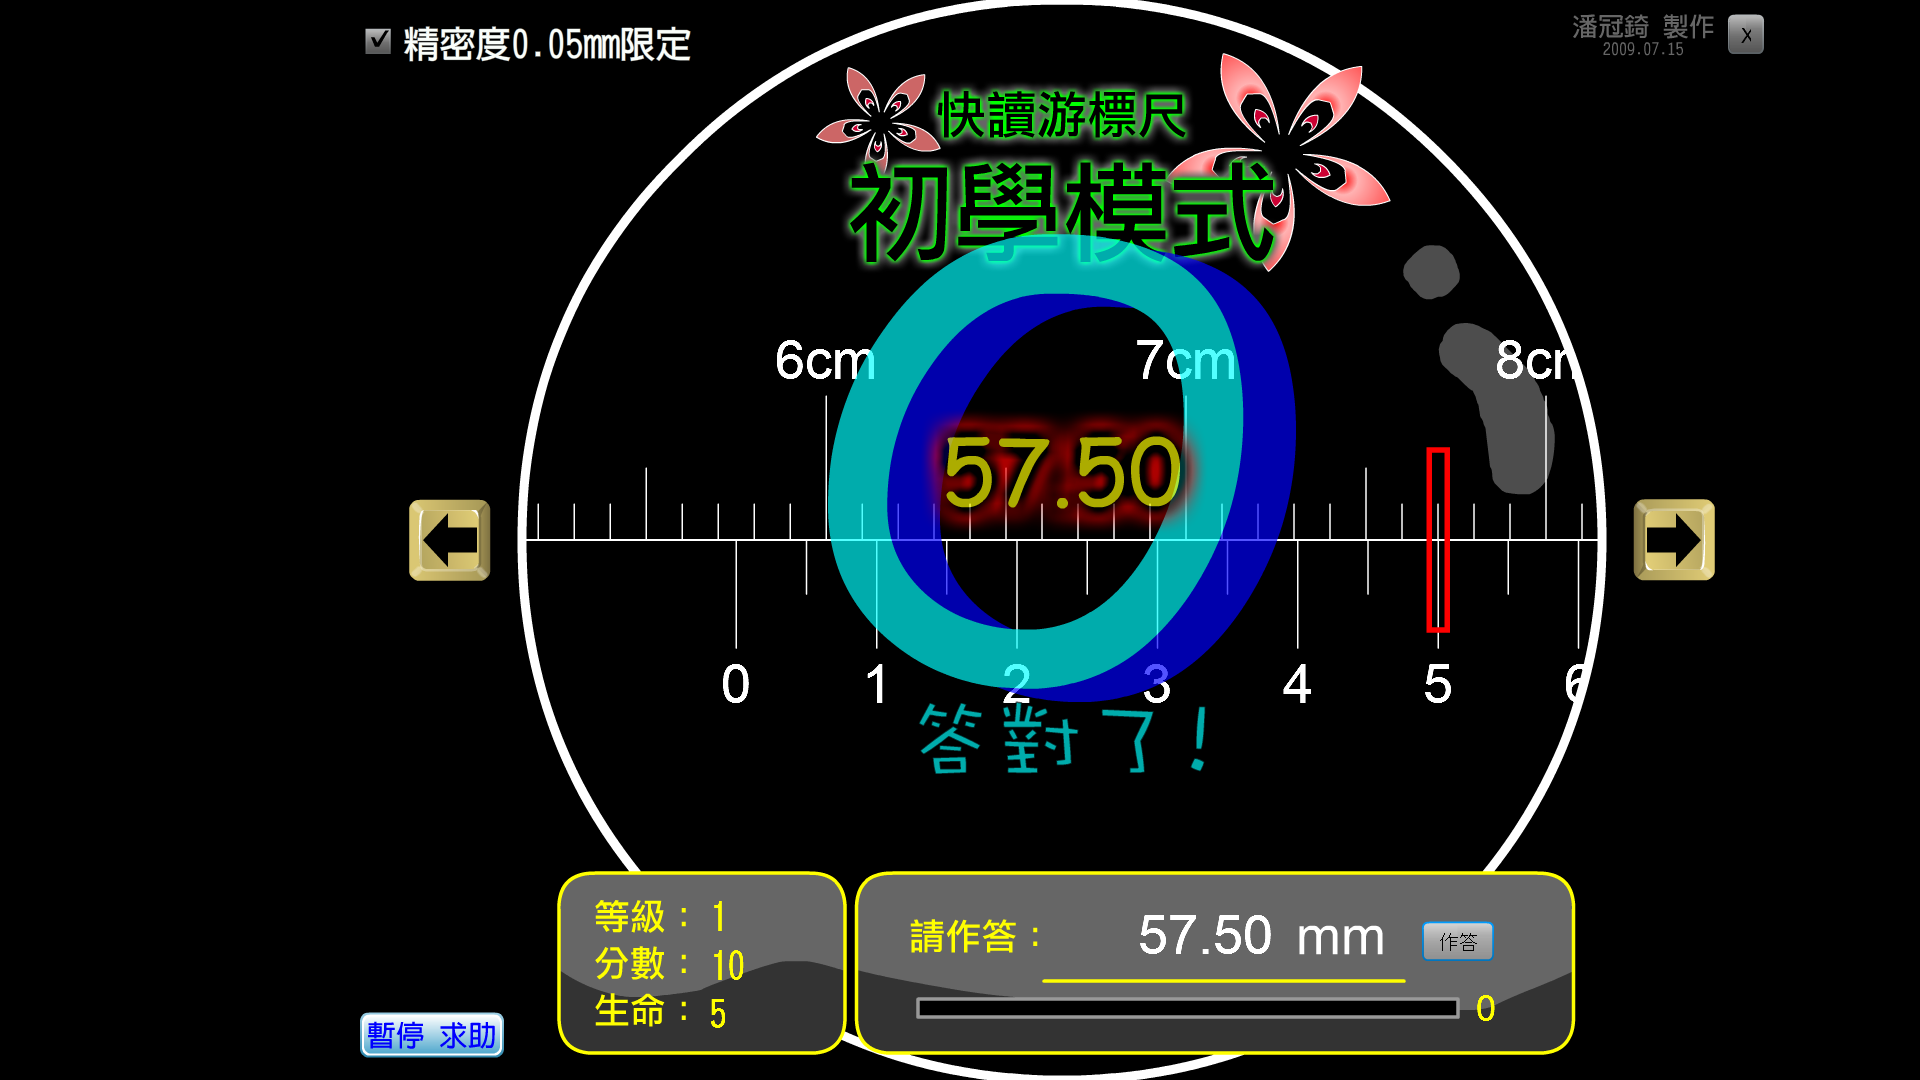 精密度0.05mm限定
潘冠錡 製作
2009.07.15
X
快讀游標尺
初學模式
6cm 7cm 8cm
57.50
0 1 2 3 4 5 6
答對了!
等級： 1
分數： 10
生命： 5
請作答： 57.50 mm 作答
0
暫停 求助